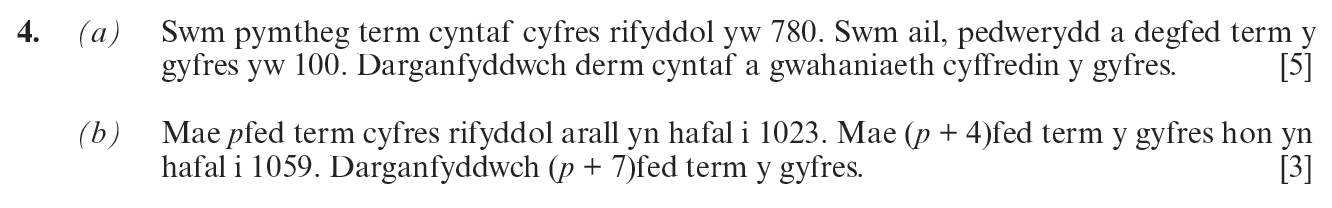 4. (a) Swm pymtheg term cyntaf cyfres rifyddol yw 780. Swm ail, pedwerydd a degfed term y
gyfres yw 100. Darganfyddwch derm cyntaf a gwahaniaeth cyffredin y gyfres. [5]
(b) Mae pfed term cyfres rifyddol arall yn hafal i 1023. Mae (p + 4)fed term y gyfres hon yn
hafal i 1059. Darganfyddwch (p + 7)fed term y gyfres. [3]